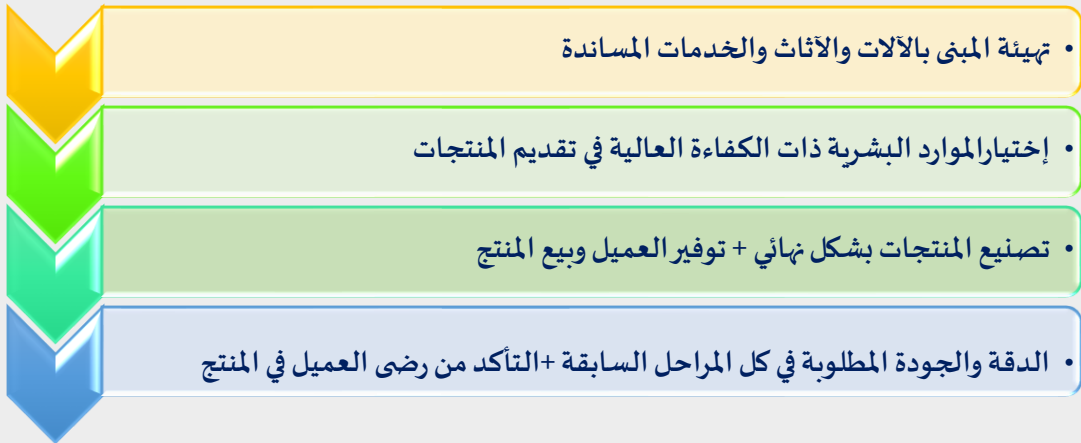 • تهيئة المبنى بالآلات والآثاث والخدمات المساندة
• إختيارالموارد البشرية ذات الكفاءة العالية في تقديم المنتجات
• تصنيع المنتجات بشكل نهائي + توفير العميل وبيع المنتج
• الدقة والجودة المطلوبة في كل المراحل السابقة +التأكد من رضى العميل في المنتج